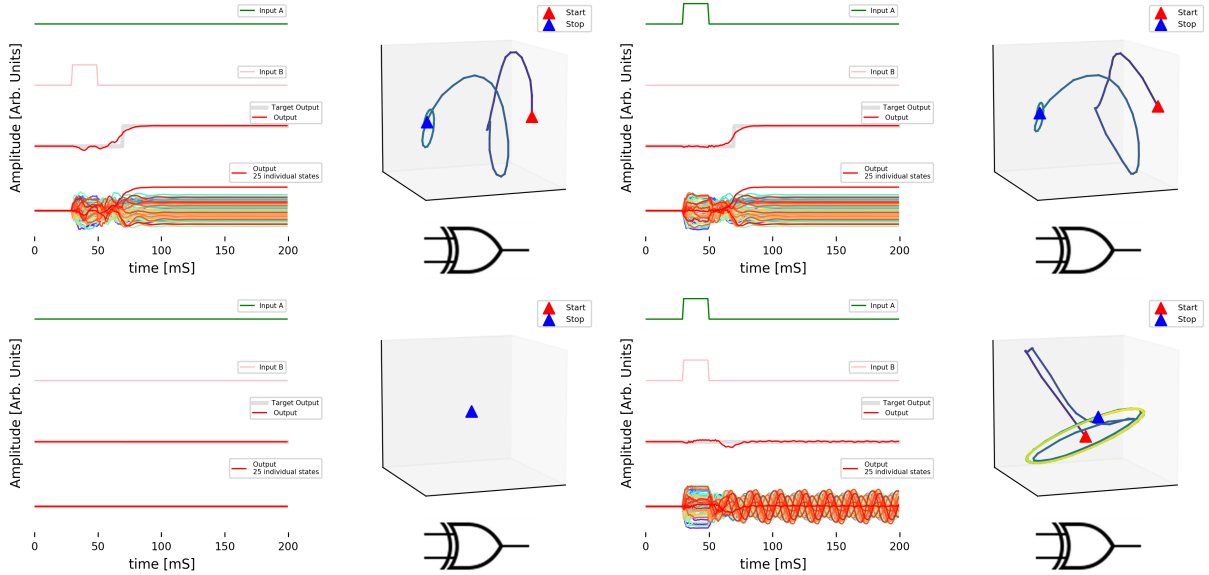 Input A
Start
Stop
Input B
Target Output
Output
Output
25 individual states
Amplitude [Arb. Units]
0 50 100 150 200
time [mS]
Input A
Start
Stop
Input B
Target Output
Output
Output
25 individual states
Amplitude [Arb. Units]
0 50 100 150 200
time [mS]
Input A
Start
Stop
Input B
Target Output
Output
Output
25 individual states
Amplitude [Arb. Units]
0 50 100 150 200
time [mS]
Input A
Start
Stop
Input B
Target Output
Output
Output
25 individual states
Amplitude [Arb. Units]
0 50 100 150 200
time [mS]